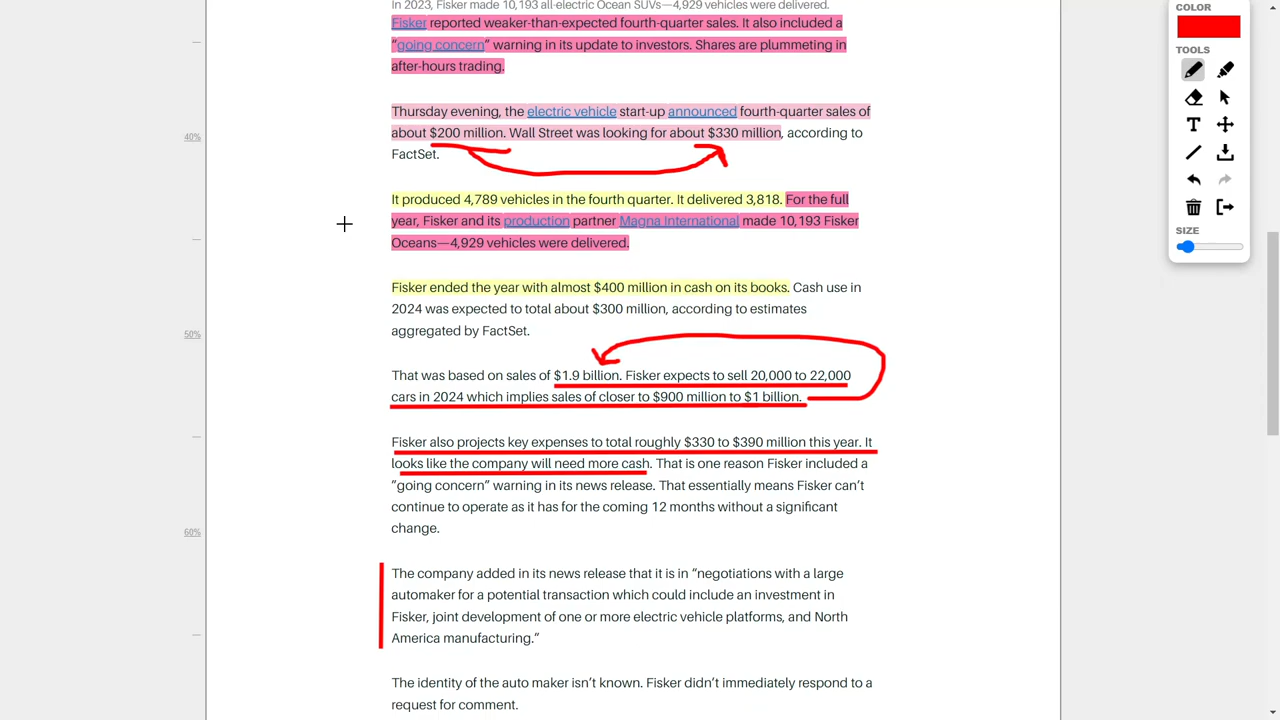 In 2023, Fisker made 10,193 all-electric Ocean SUVs—4,929 vehicles were delivered.
Fisker reported weaker-than-expected fourth-quarter sales. It also included a
“going concern” warning in its update to investors. Shares are plummeting in
after-hours trading.
Thursday evening, the electric vehicle start-up announced fourth-quarter sales of
about $200 million. Wall Street was looking for about $330 million, according to
FactSet.
It produced 4,789 vehicles in the fourth quarter. It delivered 3,818. For the full
year, Fisker and its production partner Magna International made 10,193 Fisker
Oceans—4,929 vehicles were delivered.
Fisker ended the year with almost $400 million in cash on its books. Cash use in
2024 was expected to total about $300 million, according to estimates
aggregated by FactSet.
That was based on sales of $1.9 billion. Fisker expects to sell 20,000 to 22,000
cars in 2024 which implies sales of closer to $900 million to $1 billion.
Fisker also projects key expenses to total roughly $330 to $390 million this year. It
looks like the company will need more cash. That is one reason Fisker included a
“going concern” warning in its news release. That essentially means Fisker can’t
continue to operate as it has for the coming 12 months without a significant
change.
The company added in its news release that it is in “negotiations with a large
automaker for a potential transaction which could include an investment in
Fisker, joint development of one or more electric vehicle platforms, and North
America manufacturing.”
The identity of the auto maker isn’t known. Fisker didn’t immediately respond to a
request for comment.
40%
50%
60%
COLOR
TOOLS
T
SIZE